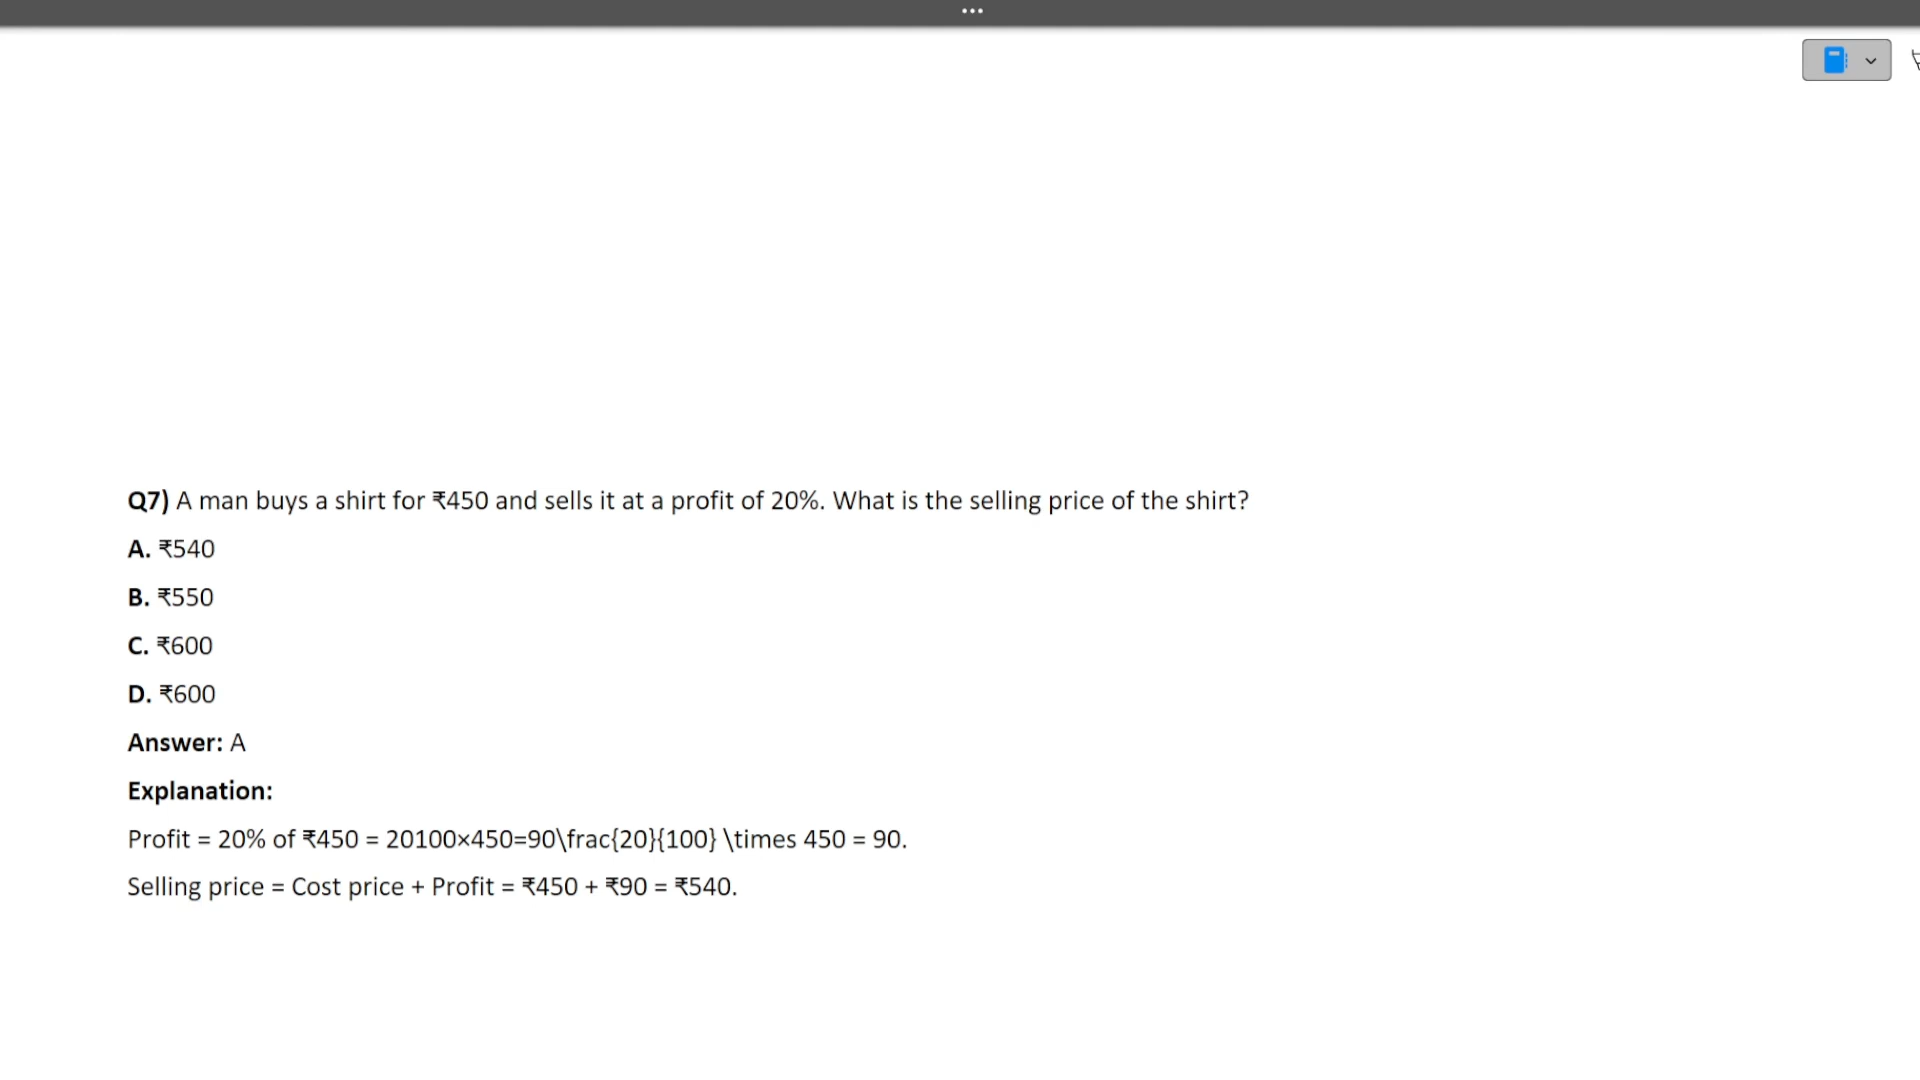 Q7) A man buys a shirt for ₹450 and sells it at a profit of 20%. What is the selling price of the shirt?
A. ₹540
B. ₹550
C. ₹600
D. ₹600
Answer: A
Explanation:
Profit = 20% of ₹450 = 20100×450=90\frac{20}{100} \times 450 = 90.
Selling price = Cost price + Profit = ₹450 + ₹90 = ₹540.